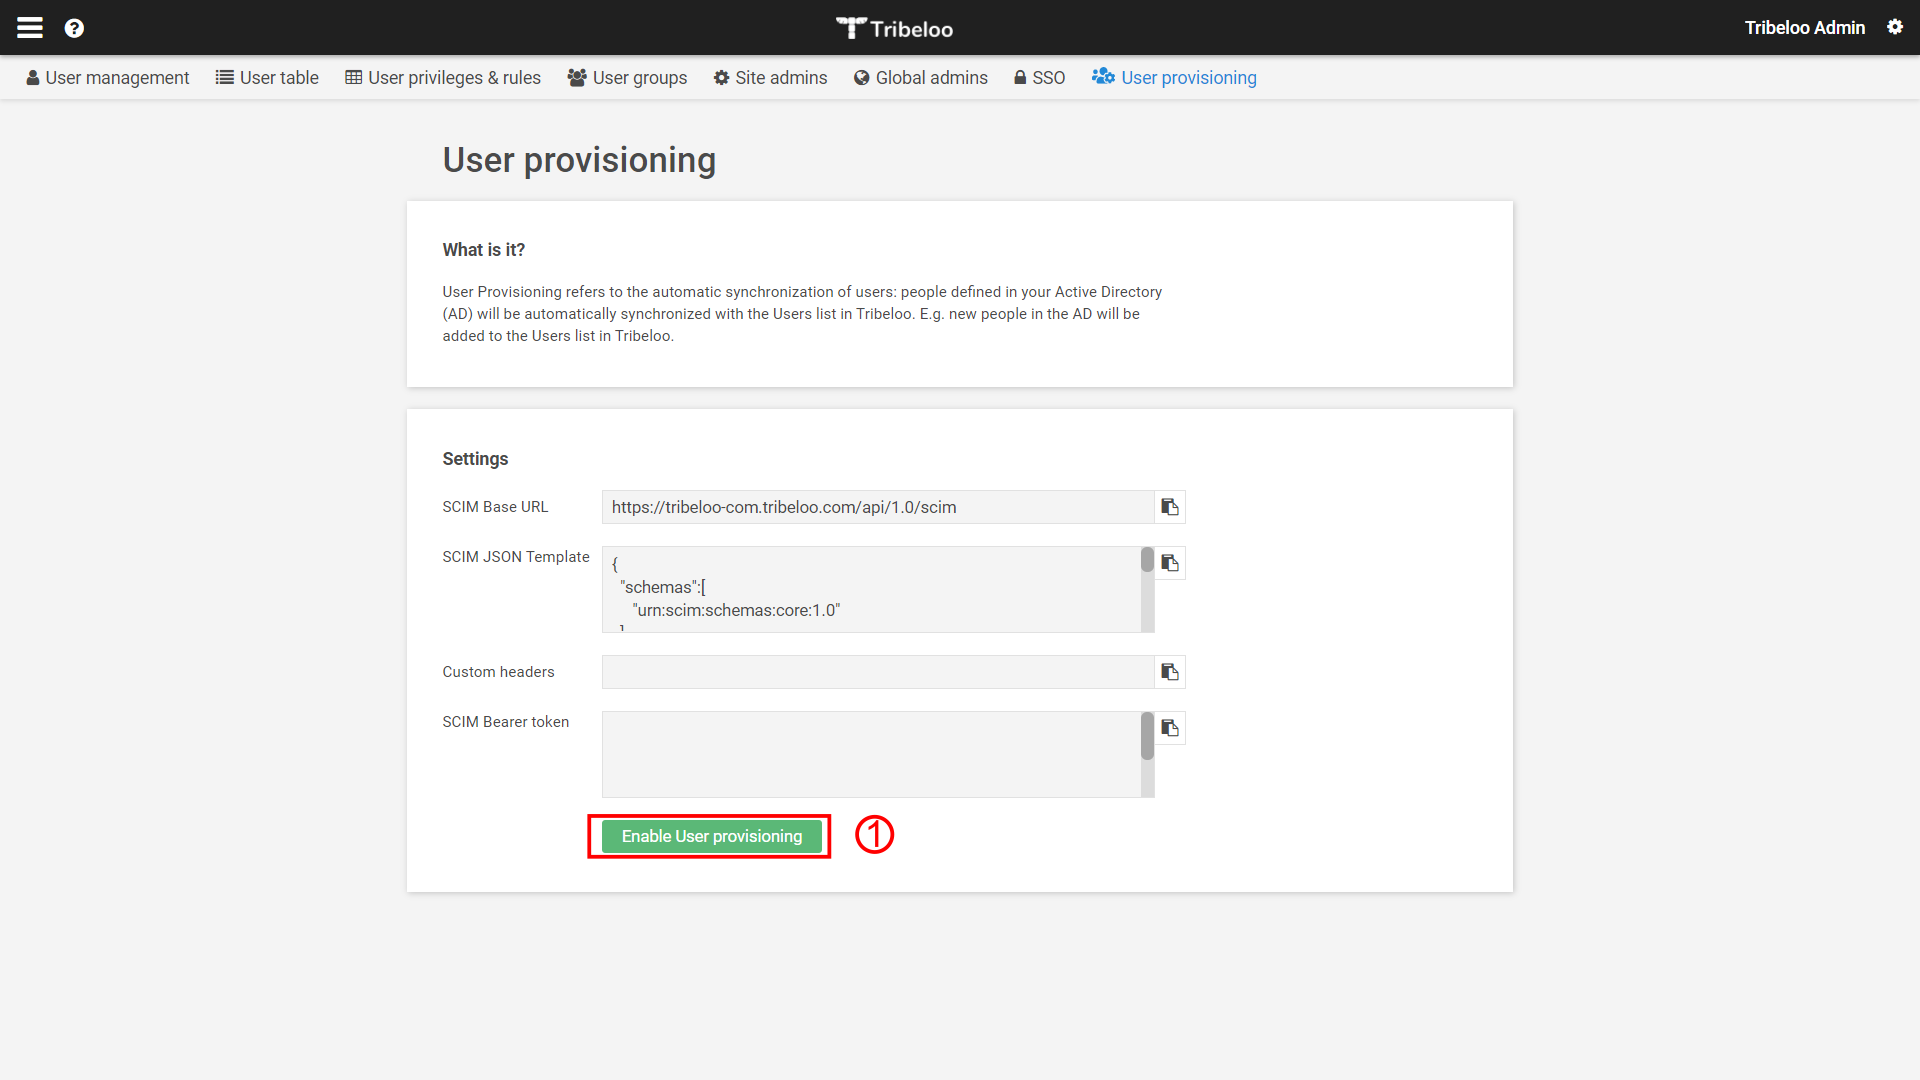 Tribeloo
Tribeloo Admin
User management
User table
User privileges & rules
User groups
Site admins
Global admins
SSO
User provisioning
User provisioning
What is it?
User Provisioning refers to the automatic synchronization of users: people defined in your Active Directory
(AD) will be automatically synchronized with the Users list in Tribeloo. E.g. new people in the AD will be
added to the Users list in Tribeloo.
Settings
SCIM Base URL
https://tribeloo-com.tribeloo.com/api/1.0/scim
SCIM JSON Template
{
"schemas":[
"urn:scim:schemas:core:1.0"
]
Custom headers
SCIM Bearer token
Enable User provisioning
①